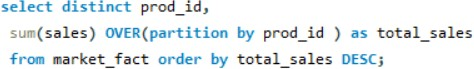 select distinct prod_id,
sum(sales) OVER(partition by prod_id ) as total_sales
from market_fact order by total_sales DESC;